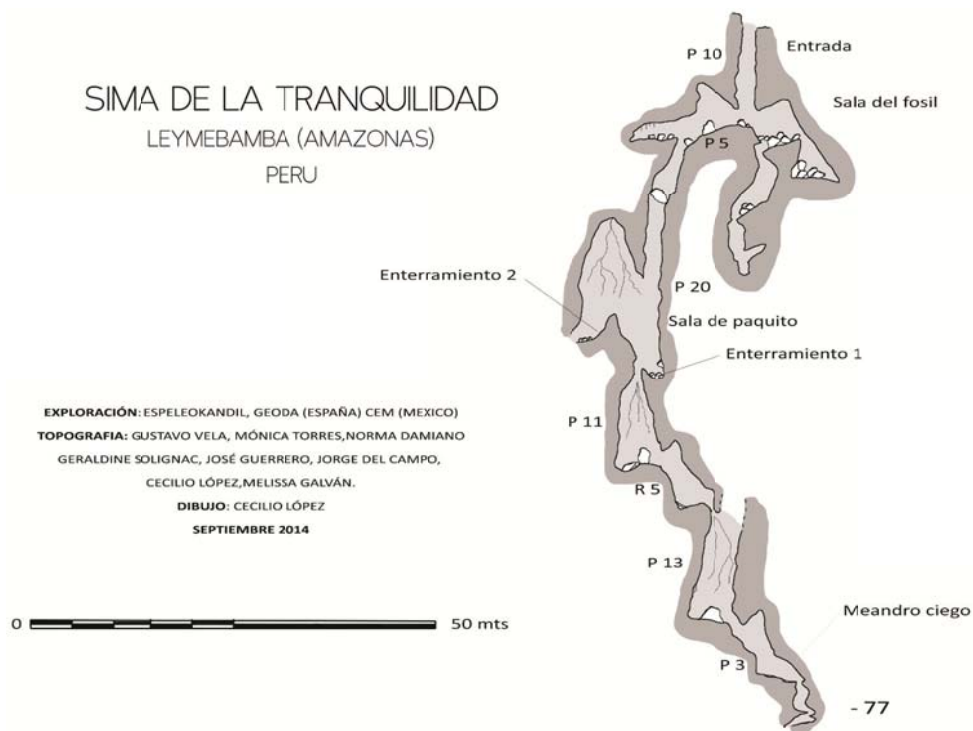 SIMA DE LA TRANQUILIDAD
LEYMEBAMBA (AMAZONAS)
PERU
P 10
Entrada
Sala del fosil
P 5
Enterramiento 2
P 20
Sala de paquito
Enterramiento 1
P 11
R 5
P 13
Meandro ciego
P 3
- 77
EXPLORACIÓN: ESPELEOKANDIL, GEODA (ESPAÑA) CEM (MEXICO)
TOPOGRAFIA: GUSTAVO VELA, MÓNICA TORRES,NORMA DAMIANO
GERALDINE SOLIGNAC, JOSÉ GUERRERO, JORGE DEL CAMPO,
CECILIO LÓPEZ,MELISSA GALVÁN.
DIBUJO: CECILIO LÓPEZ
SEPTIEMBRE 2014
0 50 mts